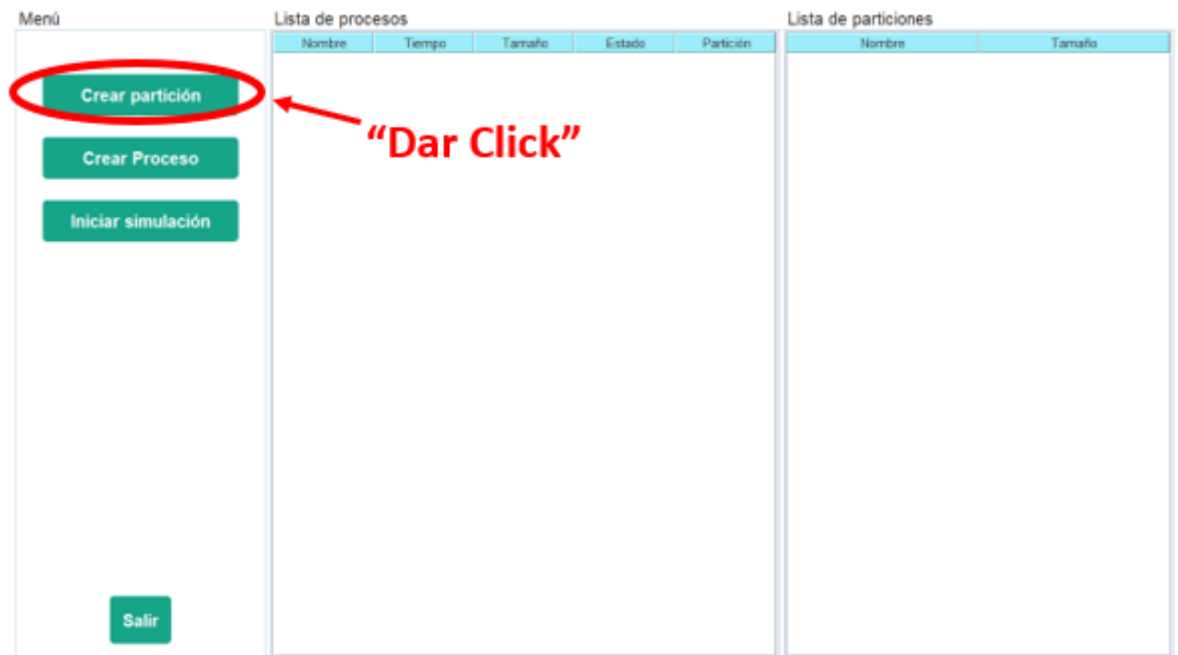 Menú
Lista de procesos
Lista de particiones
Nombre Tiempo Tamaño Estado Partición
Nombre Tamaño
Crear partición
“Dar Click”
Crear Proceso
Iniciar simulación
Salir